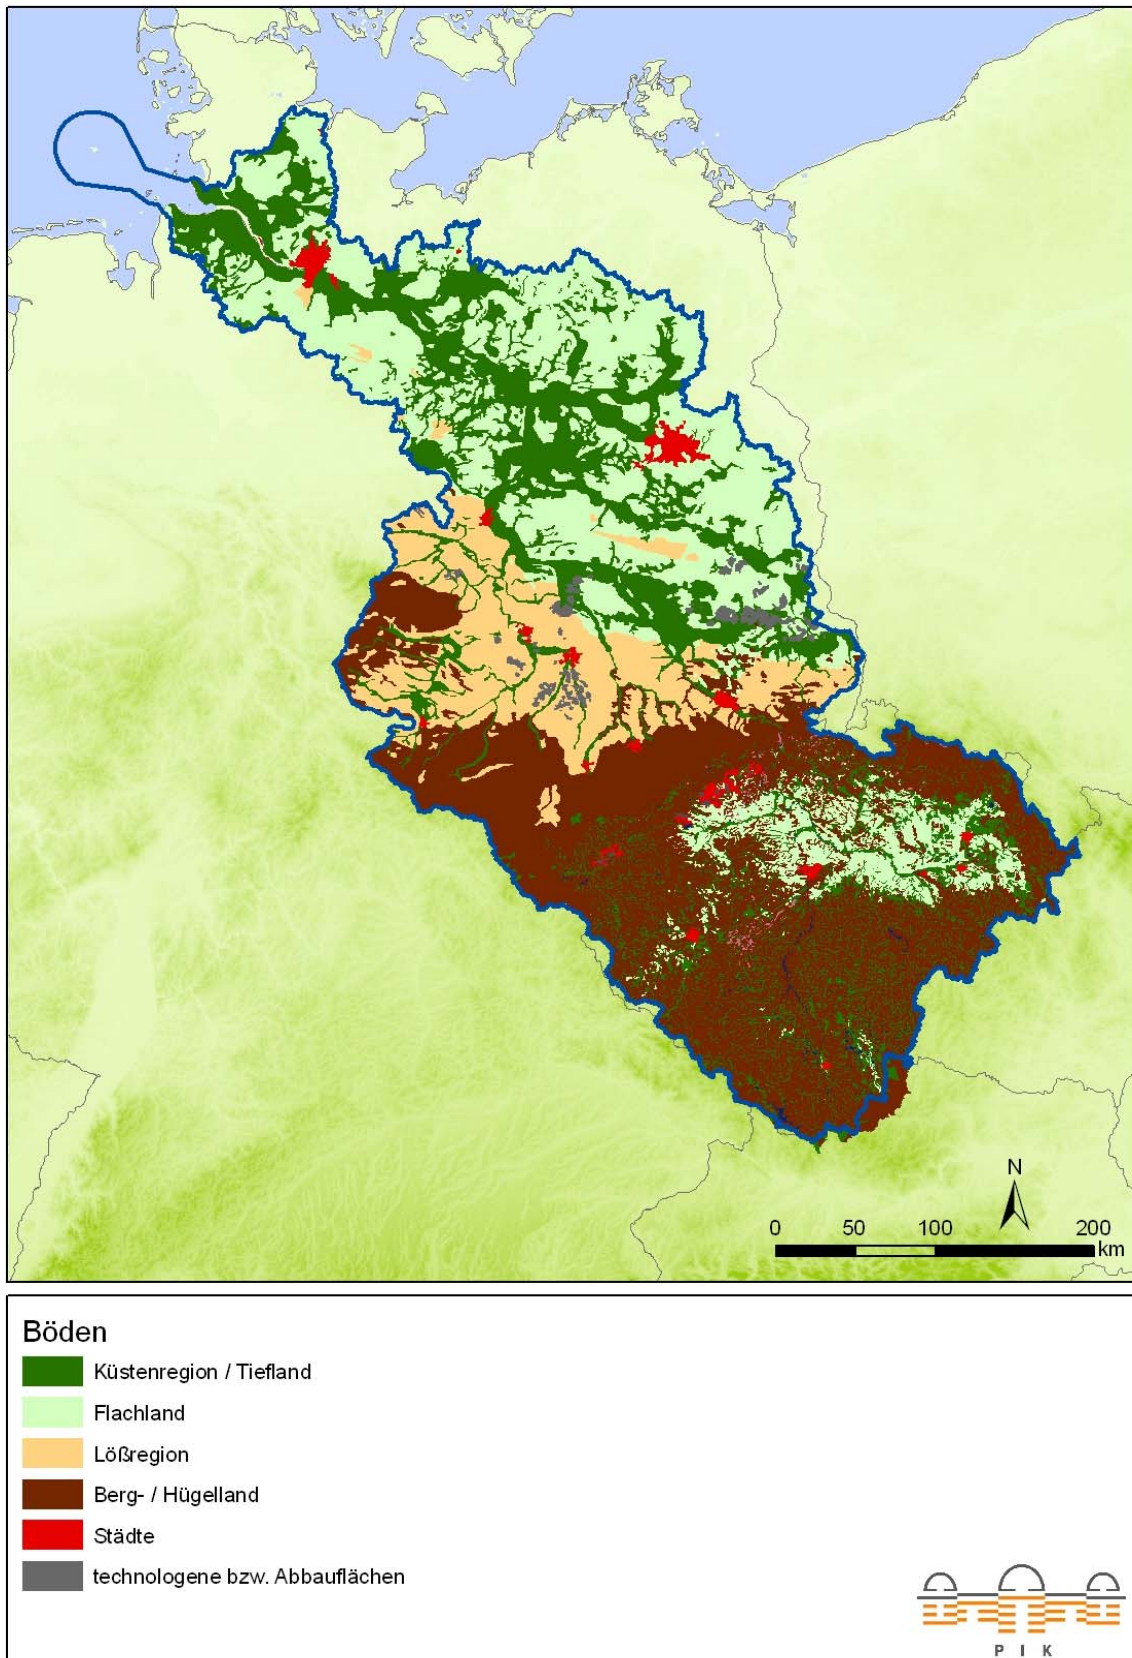 N
0 50 100 200
km
Böden
Küstenregion / Tiefland
Flachland
Lößregion
Berg- / Hügelland
Städte
technologene bzw. Abbauflächen
P I K